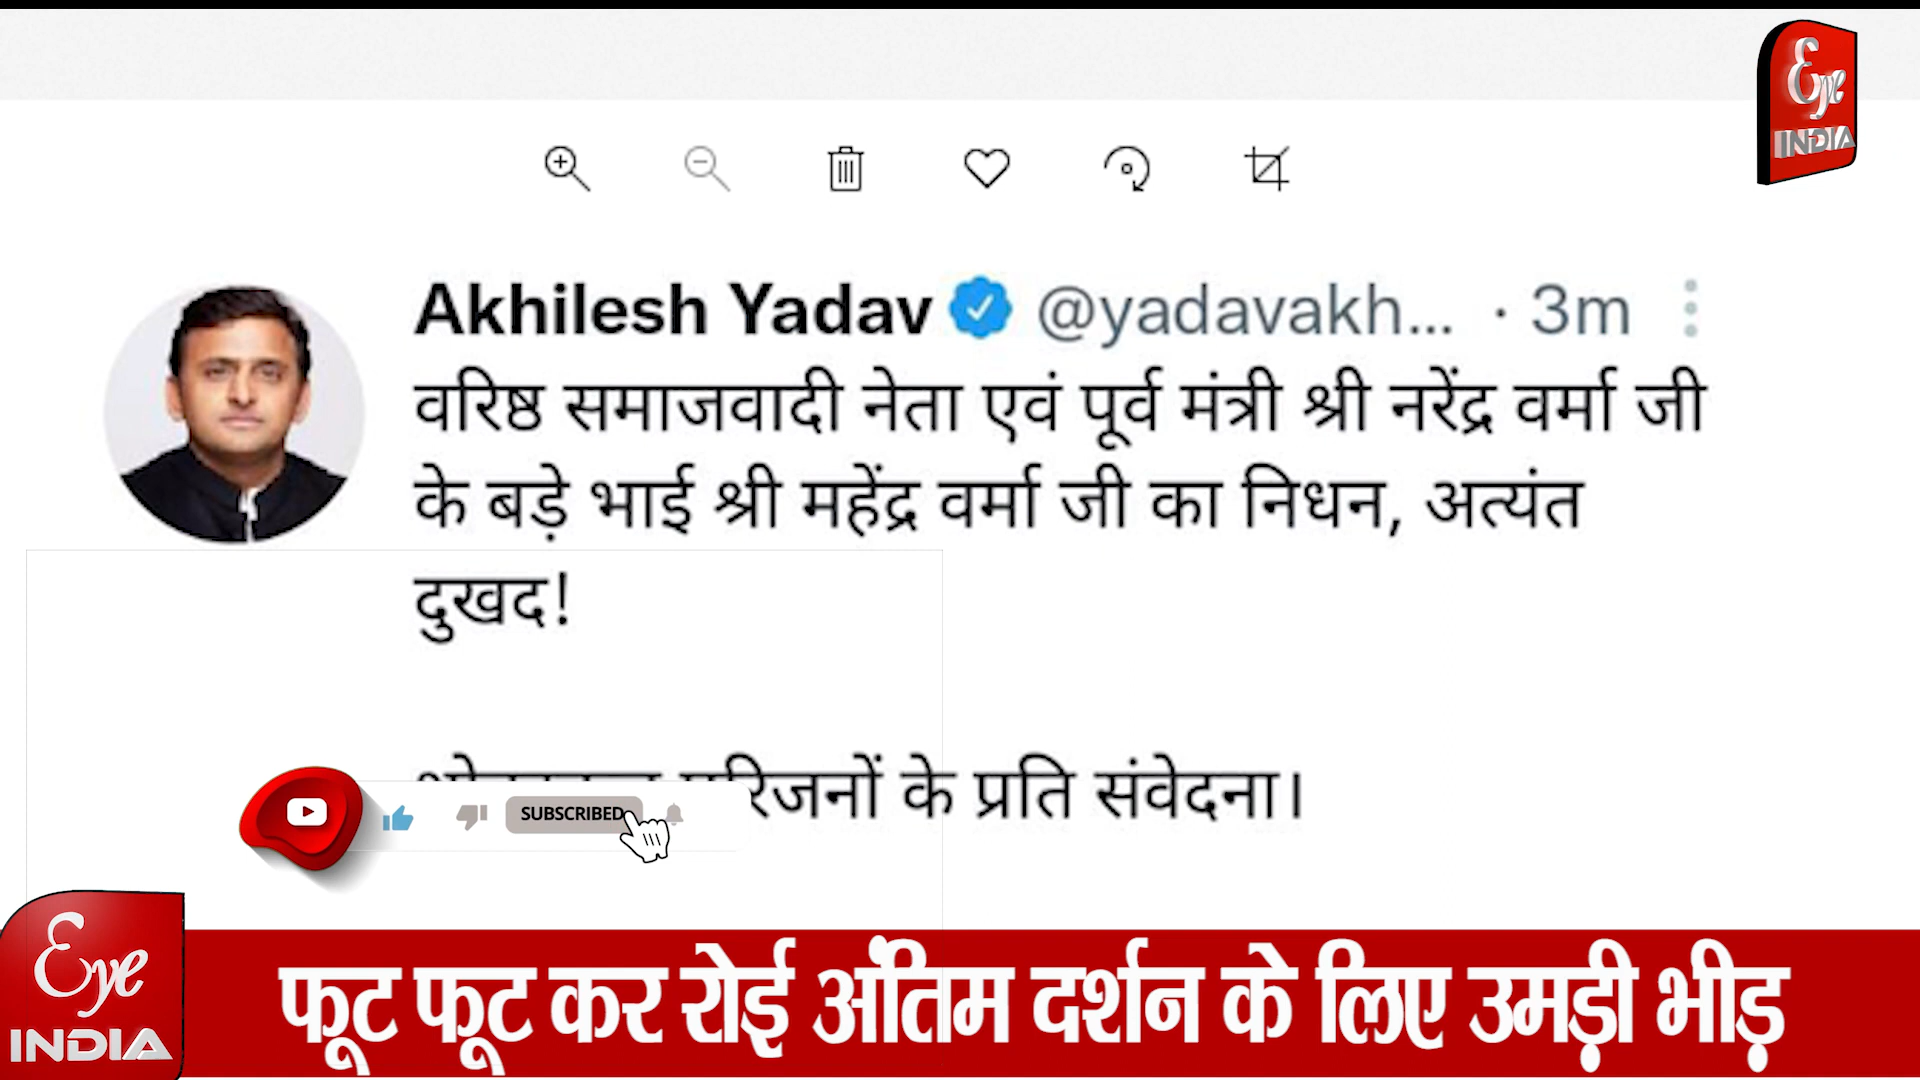 Eye
INDIA
Akhilesh Yadav @yadavakh... · 3m
वरिष्ठ समाजवादी नेता एवं पूर्व मंत्री श्री नरेंद्र वर्मा जी
के बड़े भाई श्री महेंद्र वर्मा जी का निधन, अत्यंत
दुखद!
के प्रति संवेदना।
SUBSCRIBED
Eye
INDIA
फूट फूट कर रोई अंतिम दर्शन के लिए उमड़ी भीड़